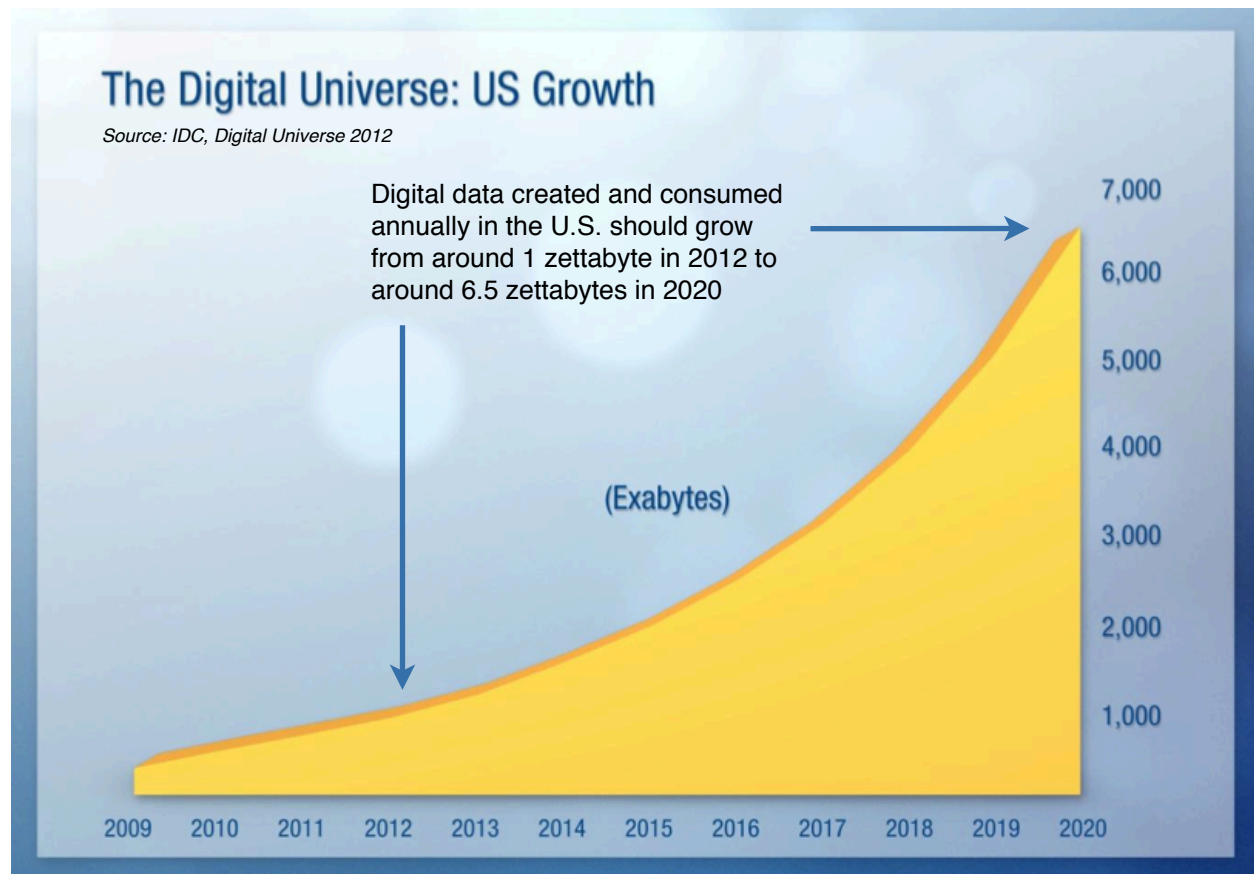 The Digital Universe: US Growth
Source: IDC, Digital Universe 2012
Digital data created and consumed
annually in the U.S. should grow
from around 1 zettabyte in 2012 to
around 6.5 zettabytes in 2020
7,000
6,000
5,000
4,000
(Exabytes)
3,000
2,000
1,000
2009 2010 2011 2012 2013 2014 2015 2016 2017 2018 2019 2020